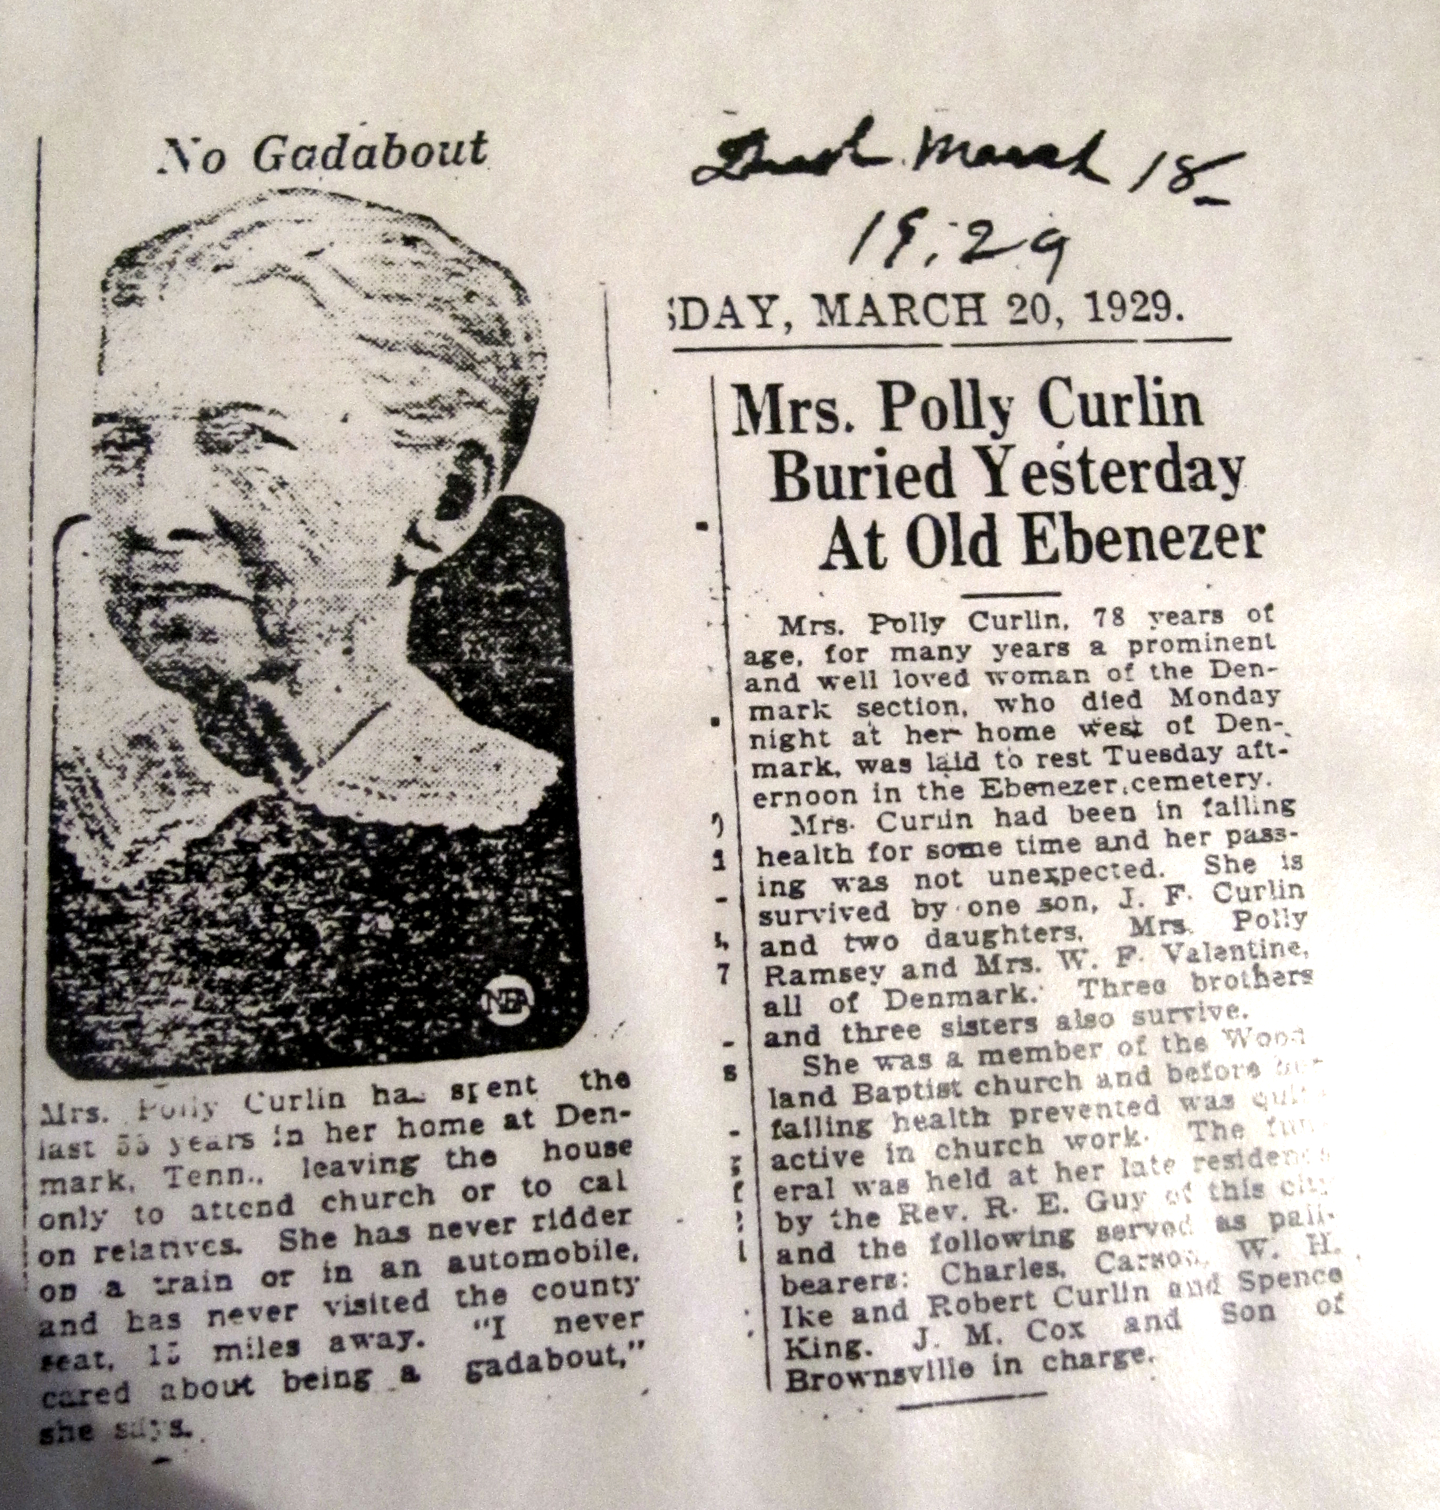 No Gadabout
NEA
Mrs. Polly Curlin has spent the
last years in her home at Den-
mark, Tenn., leaving the house
only to attend church or to cal
on relatives. She has never ridder
on a train or in an automobile,
and has never visited the county
seat, miles away. "I never
cared about being a gadabout,"
she says.
March 18
1929
DAY, MARCH 20, 1929.
Mrs. Polly Curlin
Buried Yesterday
At Old Ebenezer
Mrs. Polly Curlin, 78 years of
age, for many years a prominent
and well loved woman of the Den-
mark section, who died Monday
night at her home west of Den-
mark, was laid to rest Tuesday aft-
ernoon in the Ebenezer cemetery.
Mrs. Curlin had been in failing
health for some time and her pass-
ing was not unexpected. She is
survived by one son, J. F. Curlin
and two daughters, Mrs. Polly
Ramsey and Mrs. W. F. Valentine,
all of Denmark. Three brothers
and three sisters also survive.
She was a member of the Wood
land Baptist church and before her
failing health prevented was quite
active in church work. The fun-
eral was held at her late residence
by the Rev. R. E. Guy of this city
and the following served as pall-
bearers: Charles, Carson, W. H.
Ike and Robert Curlin and Spence
King. J. M. Cox and Son of
Brownsville in charge.